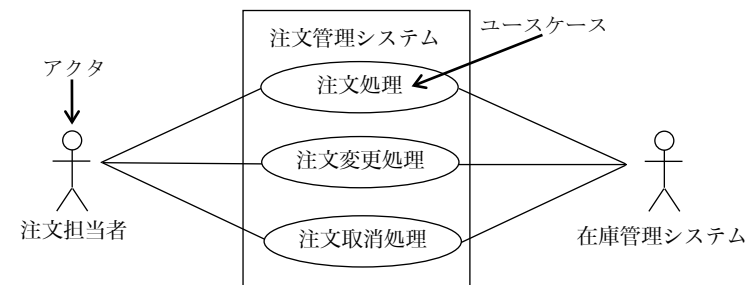 注文管理システム
ユースケース
アクタ
注文処理
注文変更処理
注文担当者
注文取消処理
在庫管理システム